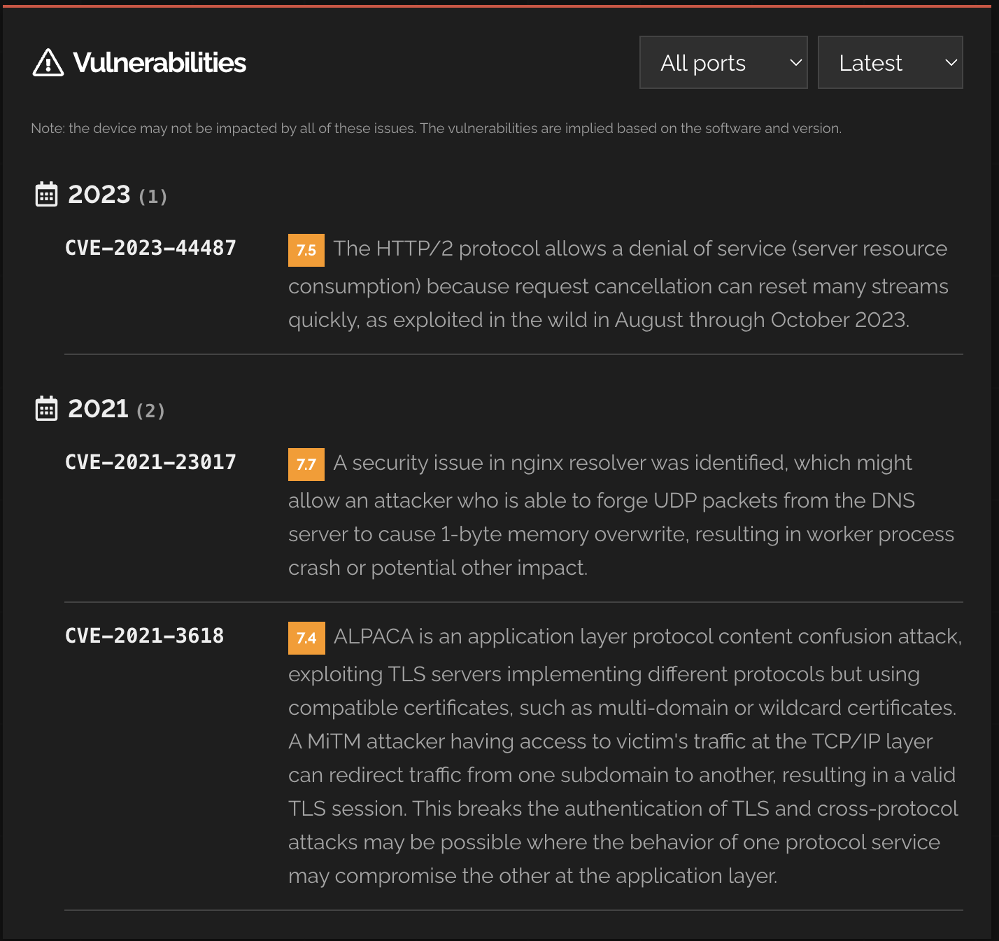 Vulnerabilities
All ports
Latest
Note: the device may not be impacted by all of these issues. The vulnerabilities are implied based on the software and version.
2023 (1)
CVE-2023-44487
7.5 The HTTP/2 protocol allows a denial of service (server resource
consumption) because request cancellation can reset many streams
quickly, as exploited in the wild in August through October 2023.
2021 (2)
CVE-2021-23017
7.7 A security issue in nginx resolver was identified, which might
allow an attacker who is able to forge UDP packets from the DNS
server to cause 1-byte memory overwrite, resulting in worker process
crash or potential other impact.
CVE-2021-3618
7.4 ALPACA is an application layer protocol content confusion attack,
exploiting TLS servers implementing different protocols but using
compatible certificates, such as multi-domain or wildcard certificates.
A MiTM attacker having access to victim's traffic at the TCP/IP layer
can redirect traffic from one subdomain to another, resulting in a valid
TLS session. This breaks the authentication of TLS and cross-protocol
attacks may be possible where the behavior of one protocol service
may compromise the other at the application layer.